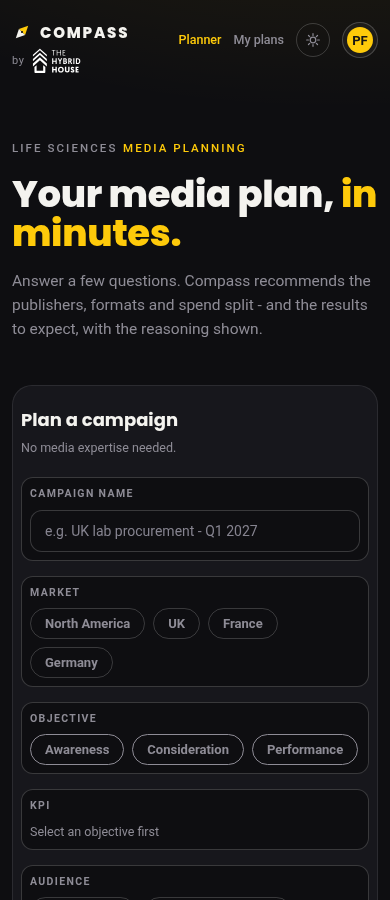 COMPASS
by THE HYBRID HOUSE
Planner My plans PF
LIFE SCIENCES MEDIA PLANNING
Your media plan, in
minutes.
Answer a few questions. Compass recommends the
publishers, formats and spend split - and the results
to expect, with the reasoning shown.
Plan a campaign
No media expertise needed.
CAMPAIGN NAME
e.g. UK lab procurement - Q1 2027
MARKET
North America UK France
Germany
OBJECTIVE
Awareness Consideration Performance
KPI
Select an objective first
AUDIENCE